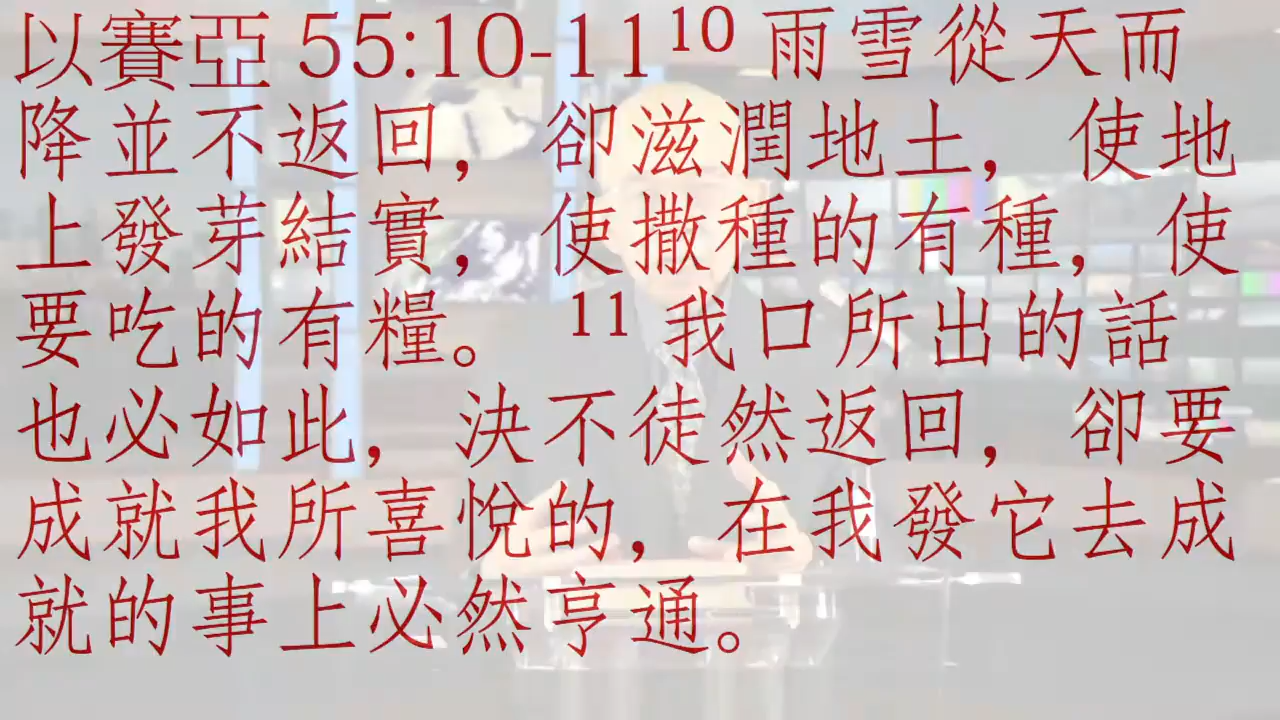 以賽亞 55:10-11 ¹⁰ 雨雪從天而
降並不返回，卻滋潤地土，使地
上發芽結實，使撒種的有種，使
要吃的有糧。 ¹¹ 我口所出的話
也必如此，決不徒然返回，卻要
成就我所喜悅的，在我發它去成
就的事上必然亨通。